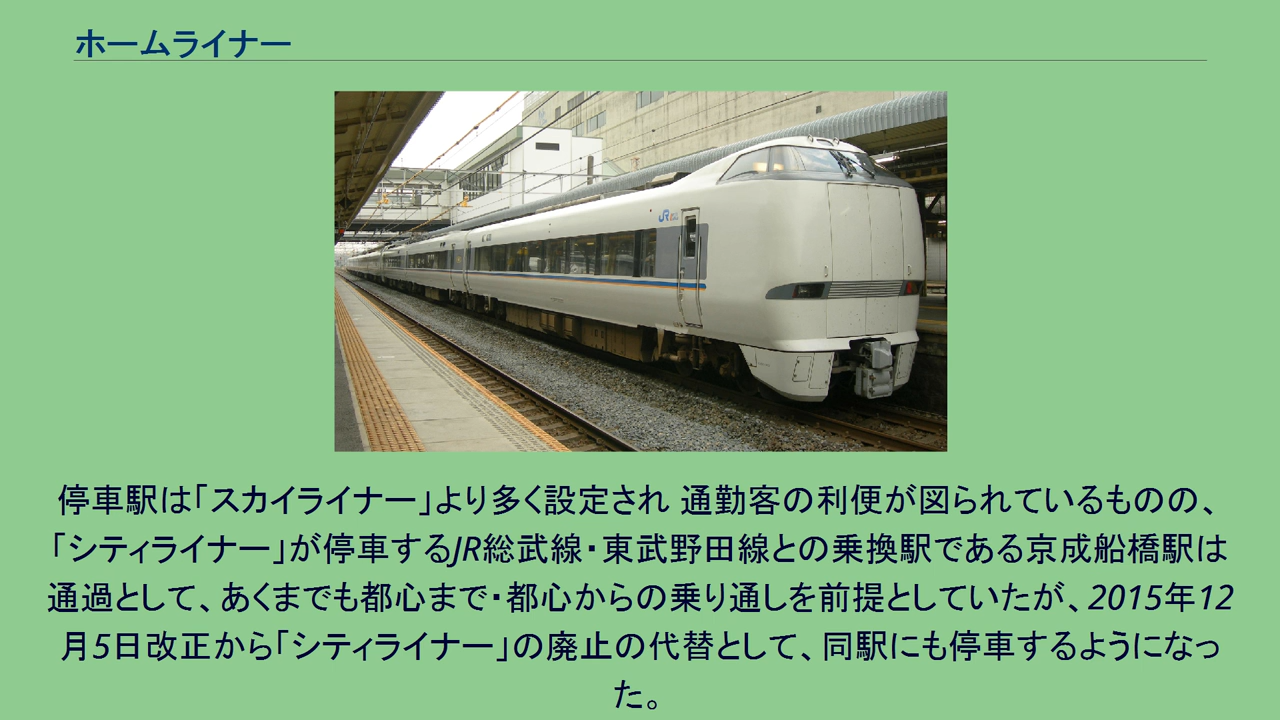 ホームライナー
JR
停車駅は「スカイライナー」より多く設定され 通勤客の利便が図られているものの、
「シティライナー」が停車するJR総武線・東武野田線との乗換駅である京成船橋駅は
通過として、あくまでも都心まで・都心からの乗り通しを前提としていたが、2015年12
月5日改正から「シティライナー」の廃止の代替として、同駅にも停車するようになっ
た。